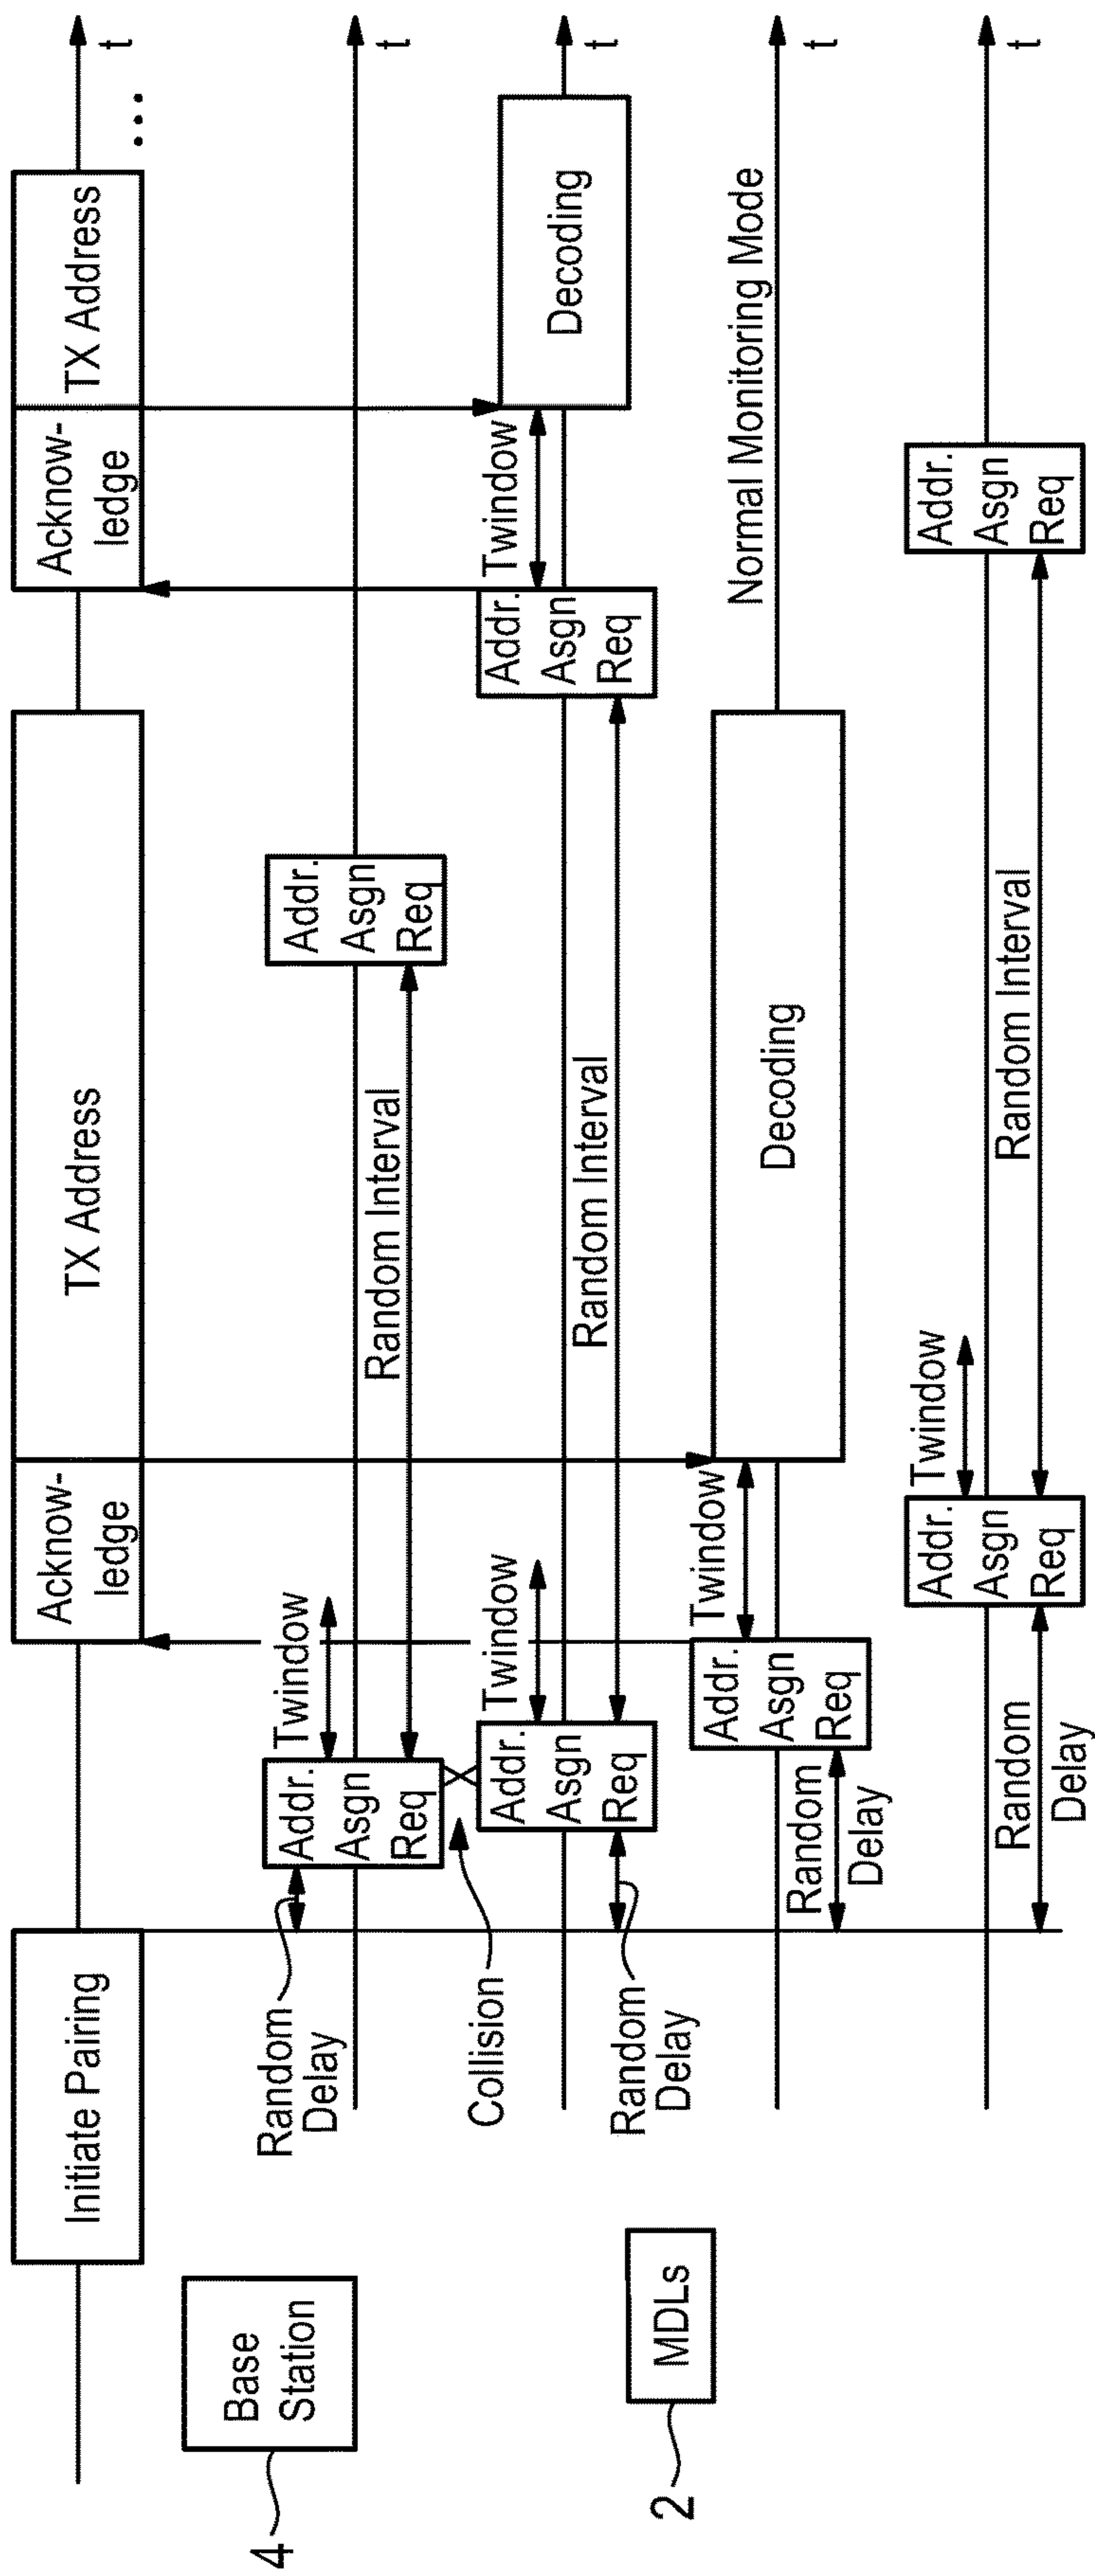 Initiate Pairing
Acknow-
ledge
TX Address
Acknow-
ledge
TX Address
...
t
Base
Station
4
Random
Delay
Addr.
Asgn
Req
Twindow
Random Interval
Addr.
Asgn
Req
t
Collision
Random
Delay
Addr.
Asgn
Req
Twindow
Random Interval
Addr.
Asgn
Req
Twindow
Decoding
t
MDLs
2
Random
Delay
Addr.
Asgn
Req
Twindow
Decoding
Normal Monitoring Mode
t
Random
Delay
Addr.
Asgn
Req
Twindow
Random Interval
Addr.
Asgn
Req
t